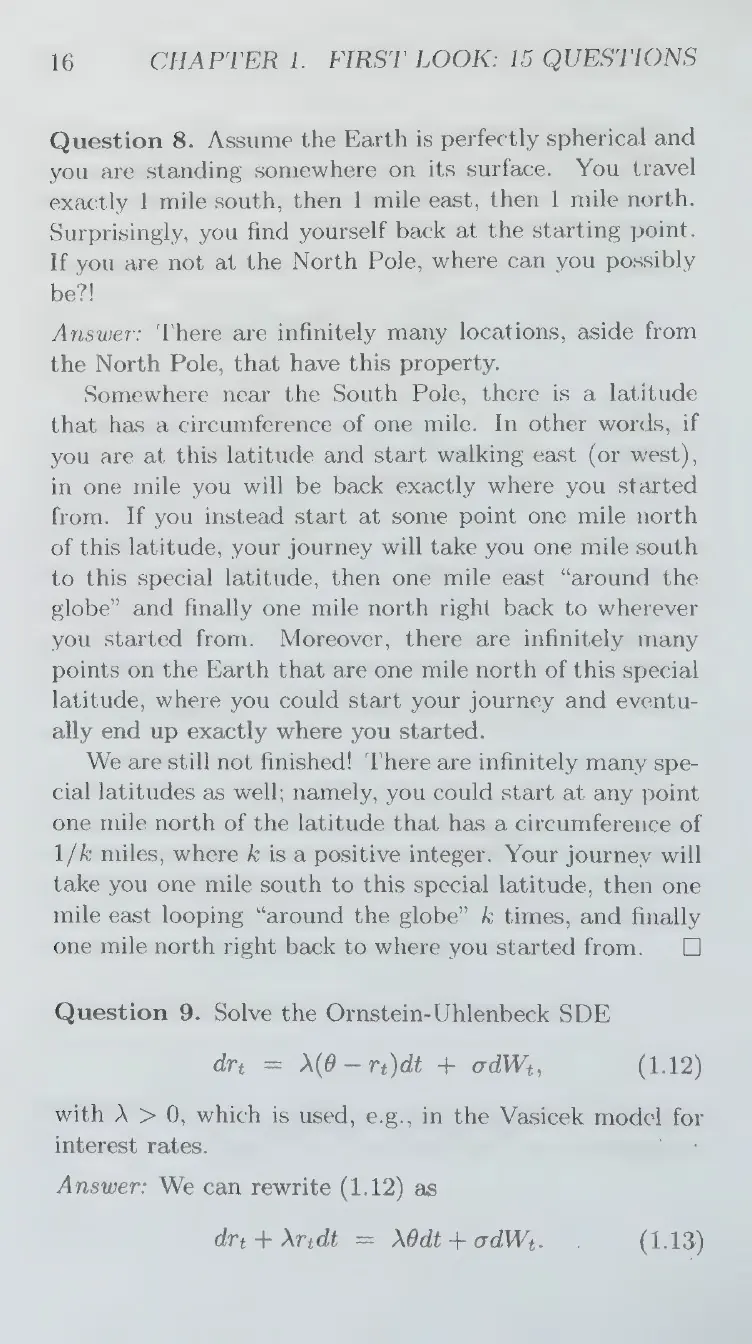 16 CHAPTER 1. FIRST LOOK: 15 QUESTIONS
Question 8. Assume the Earth is perfectly spherical and
you are standing somewhere on its surface. You travel
exactly 1 mile south, then 1 mile east, then 1 mile north.
Surprisingly, you find yourself back at the starting point.
If you are not at the North Pole, where can you possibly
be?!
Answer: There are infinitely many locations, aside from
the North Pole, that have this property.
Somewhere near the South Pole, there is a latitude
that has a circumference of one mile. In other words, if
you are at this latitude and start walking east (or west),
in one mile you will be back exactly where you started
from. If you instead start at some point one mile north
of this latitude, your journey will take you one mile south
to this special latitude, then one mile east “around the
globe” and finally one mile north right back to wherever
you started from. Moreover, there are infinitely many
points on the Earth that are one mile north of this special
latitude, where you could start your journey and eventu-
ally end up exactly where you started.
We are still not finished! There are infinitely many spe-
cial latitudes as well; namely, you could start at any point
one mile north of the latitude that has a circumference of
1/k miles, where k is a positive integer. Your journey will
take you one mile south to this special latitude, then one
mile east looping “around the globe” k times, and finally
one mile north right back to where you started from. □
Question 9. Solve the Ornstein-Uhlenbeck SDE
drₜ = λ(θ − rₜ)dt + σdWₜ, (1.12)
with λ > 0, which is used, e.g., in the Vasicek model for
interest rates.
Answer: We can rewrite (1.12) as
drₜ + λrₜdt = λθdt + σdWₜ. (1.13)